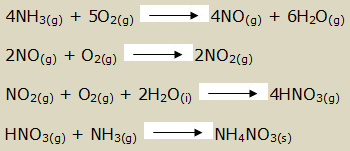 4NH3(g) + 5O2(g) ⟶ 4NO(g) + 6H2O(g)
2NO(g) + O2(g) ⟶ 2NO2(g)
NO2(g) + O2(g) + 2H2O(i) ⟶ 4HNO3(g)
HNO3(g) + NH3(g) ⟶ NH4NO3(s)